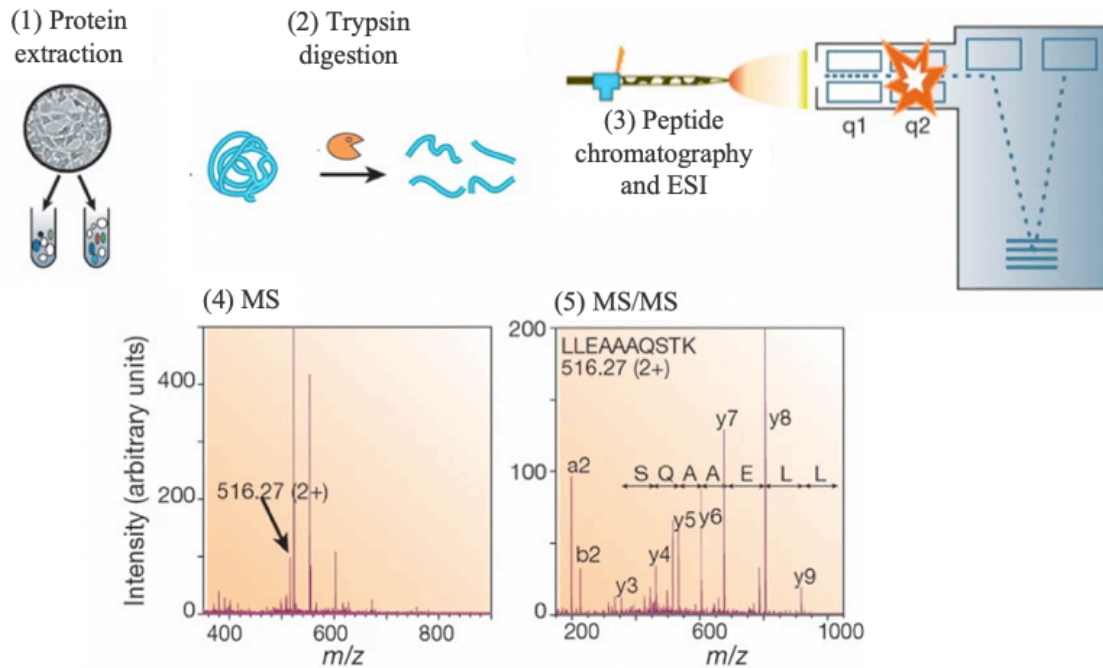 (1) Protein
extraction
(2) Trypsin
digestion
(3) Peptide
chromatography
and ESI
q1
q2
(4) MS
Intensity (arbitrary units)
400
200
0
516.27 (2+)
400
600
800
m/z
(5) MS/MS
200
100
0
LLEAAAQSTK
516.27 (2+)
y7
y8
a2
S Q A A E L L
y5
y6
b2
y4
y3
y9
200
600
1000
m/z